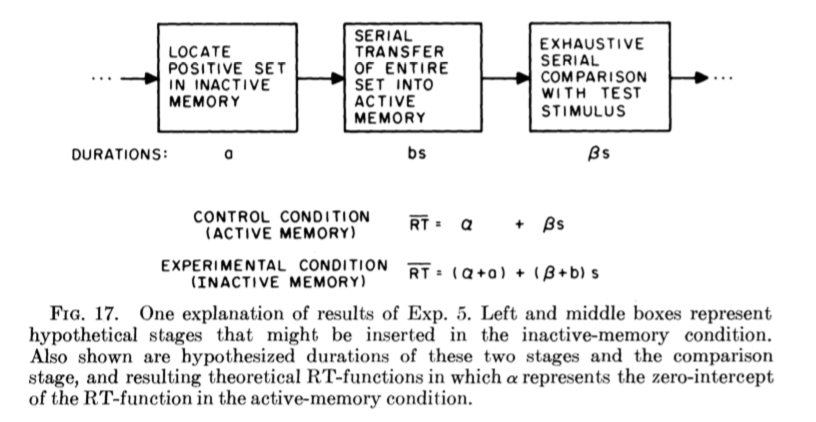 LOCATE
POSITIVE SET
IN INACTIVE
MEMORY
SERIAL
TRANSFER
OF ENTIRE
SET INTO
ACTIVE
MEMORY
EXHAUSTIVE
SERIAL
COMPARISON
WITH TEST
STIMULUS
... ...
DURATIONS: a bs βs
CONTROL CONDITION
(ACTIVE MEMORY)
R̅T̅ = α + βs
EXPERIMENTAL CONDITION
(INACTIVE MEMORY)
R̅T̅ = (α+a) + (β+b) s
FIG. 17. One explanation of results of Exp. 5. Left and middle boxes represent
hypothetical stages that might be inserted in the inactive-memory condition.
Also shown are hypothesized durations of these two stages and the comparison
stage, and resulting theoretical RT-functions in which α represents the zero-intercept
of the RT-function in the active-memory condition.